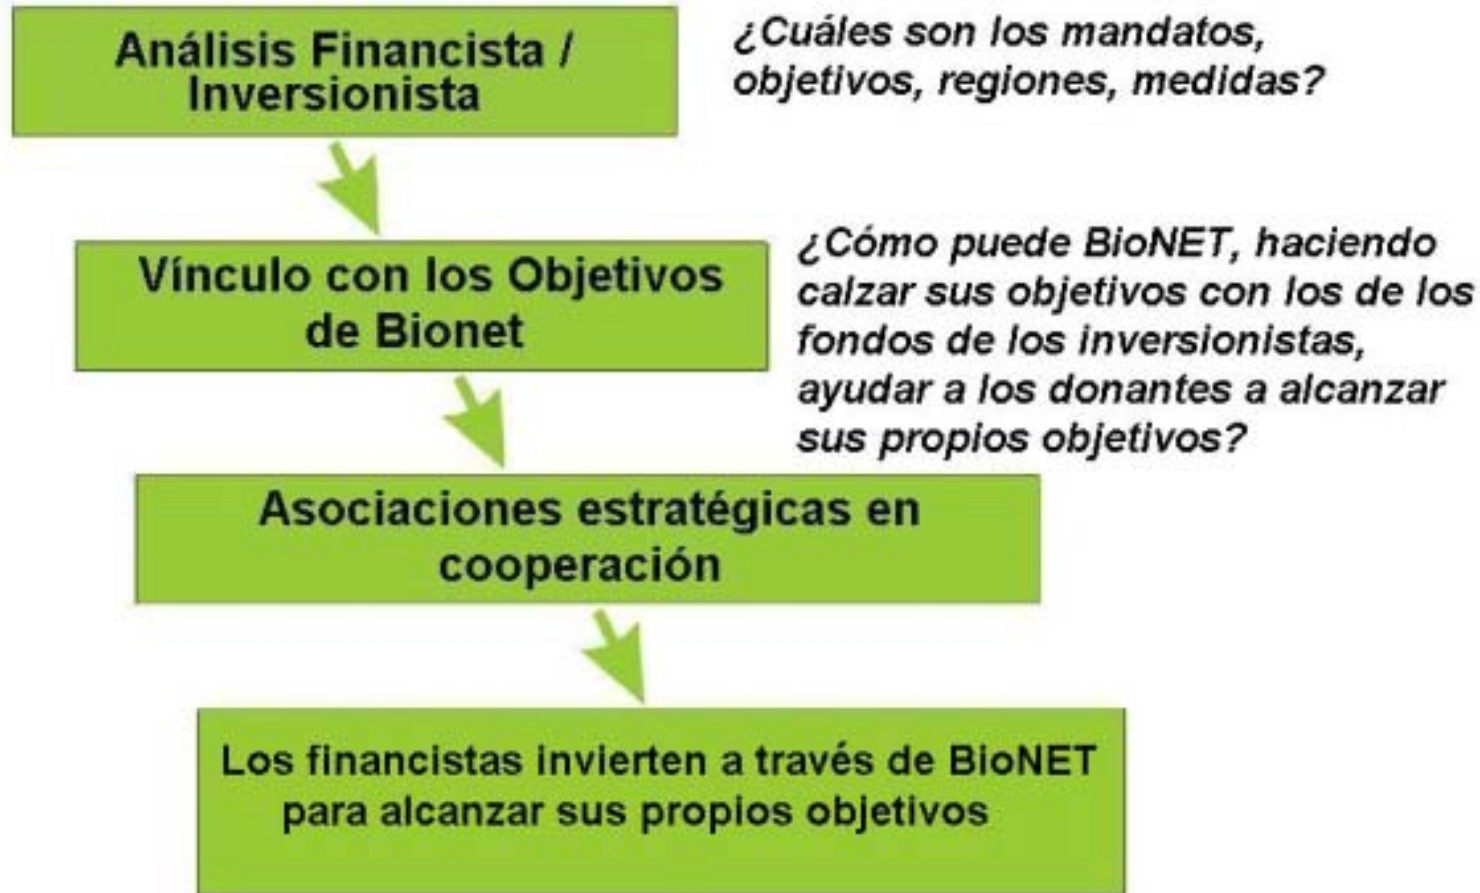 Análisis Financista /
Inversionista
¿Cuáles son los mandatos,
objetivos, regiones, medidas?
Vínculo con los Objetivos
de Bionet
¿Cómo puede BioNET, haciendo
calzar sus objetivos con los de los
fondos de los inversionistas,
ayudar a los donantes a alcanzar
sus propios objetivos?
Asociaciones estratégicas en
cooperación
Los financistas invierten a través de BioNET
para alcanzar sus propios objetivos